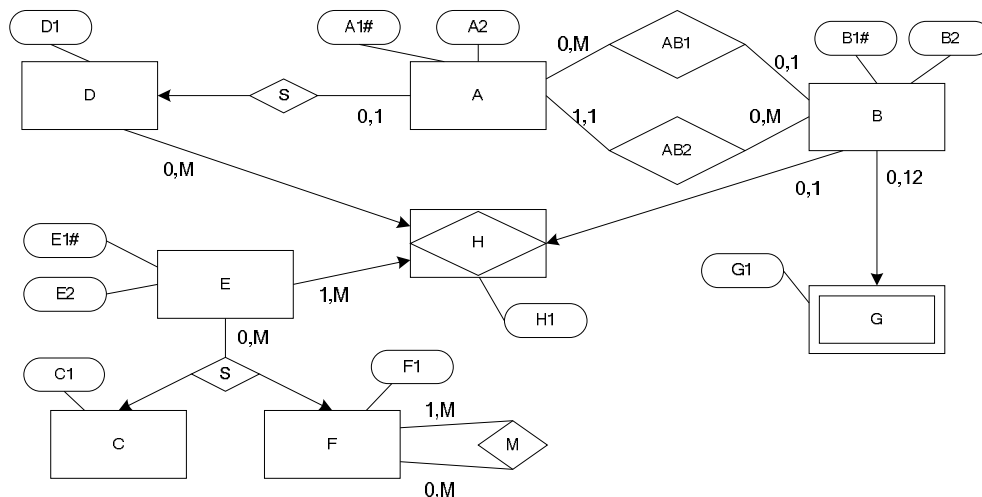 D1
A1#
A2
B1#
B2
D
S
0,1
A
0,M
AB1
0,1
1,1
AB2
0,M
B
0,M
0,1
0,12
H
H1
E1#
E2
E
1,M
0,M
G1
G
S
C1
C
F1
F
1,M
M
0,M